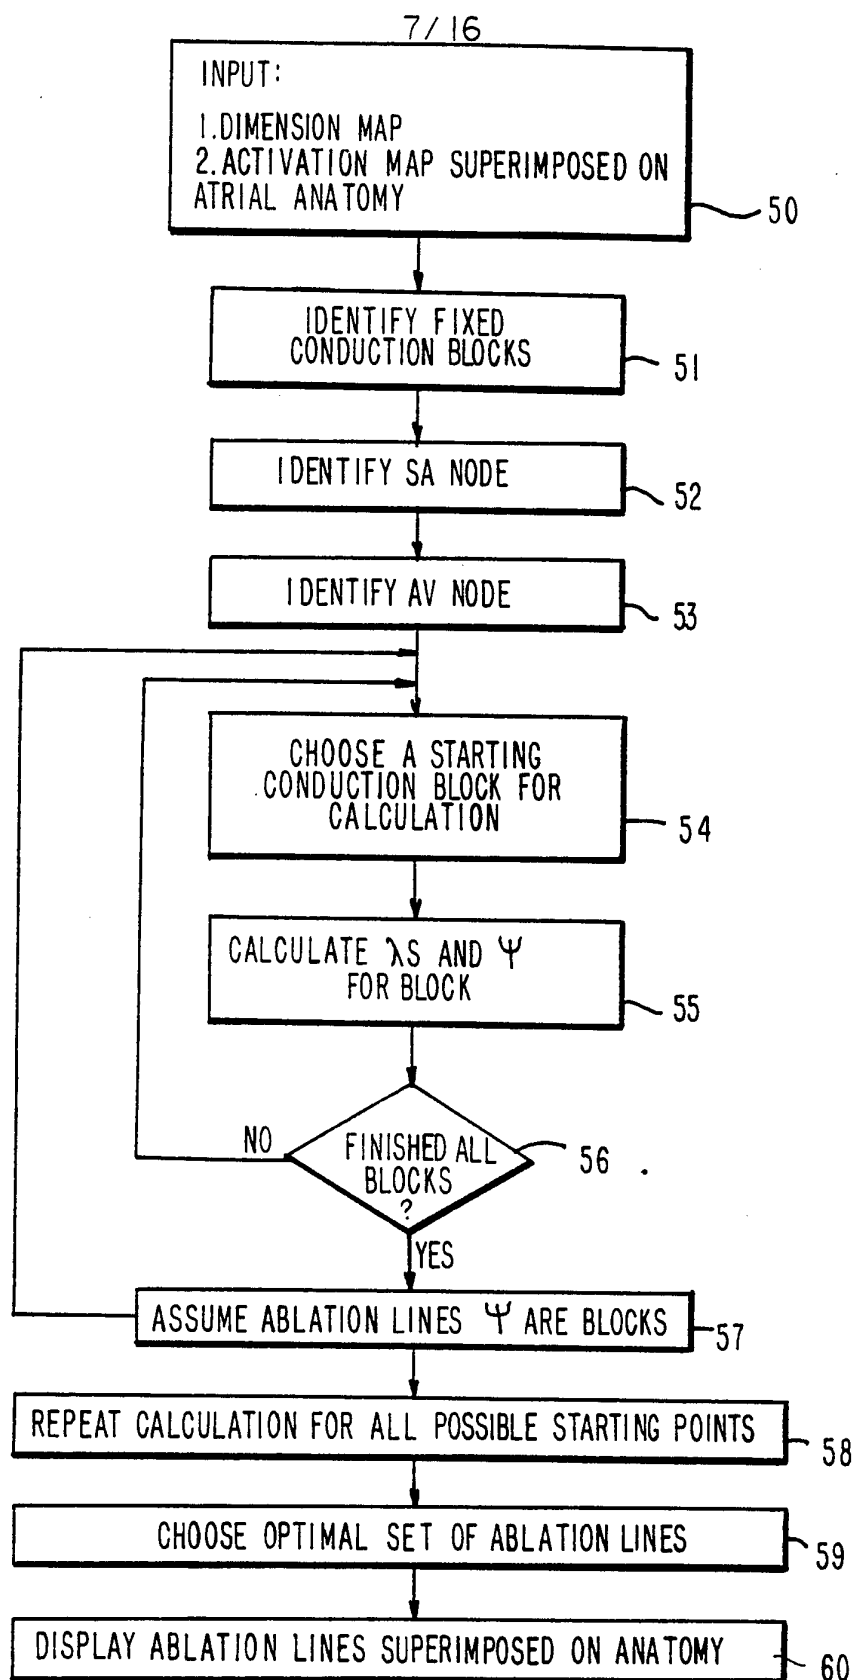 7/16
INPUT:
1.DIMENSION MAP
2.ACTIVATION MAP SUPERIMPOSED ON
ATRIAL ANATOMY
50
IDENTIFY FIXED
CONDUCTION BLOCKS
51
IDENTIFY SA NODE
52
IDENTIFY AV NODE
53
CHOOSE A STARTING
CONDUCTION BLOCK FOR
CALCULATION
54
CALCULATE λS AND Ψ
FOR BLOCK
55
NO
FINISHED ALL
BLOCKS
?
56
YES
ASSUME ABLATION LINES Ψ ARE BLOCKS
57
REPEAT CALCULATION FOR ALL POSSIBLE STARTING POINTS
58
CHOOSE OPTIMAL SET OF ABLATION LINES
59
DISPLAY ABLATION LINES SUPERIMPOSED ON ANATOMY
60